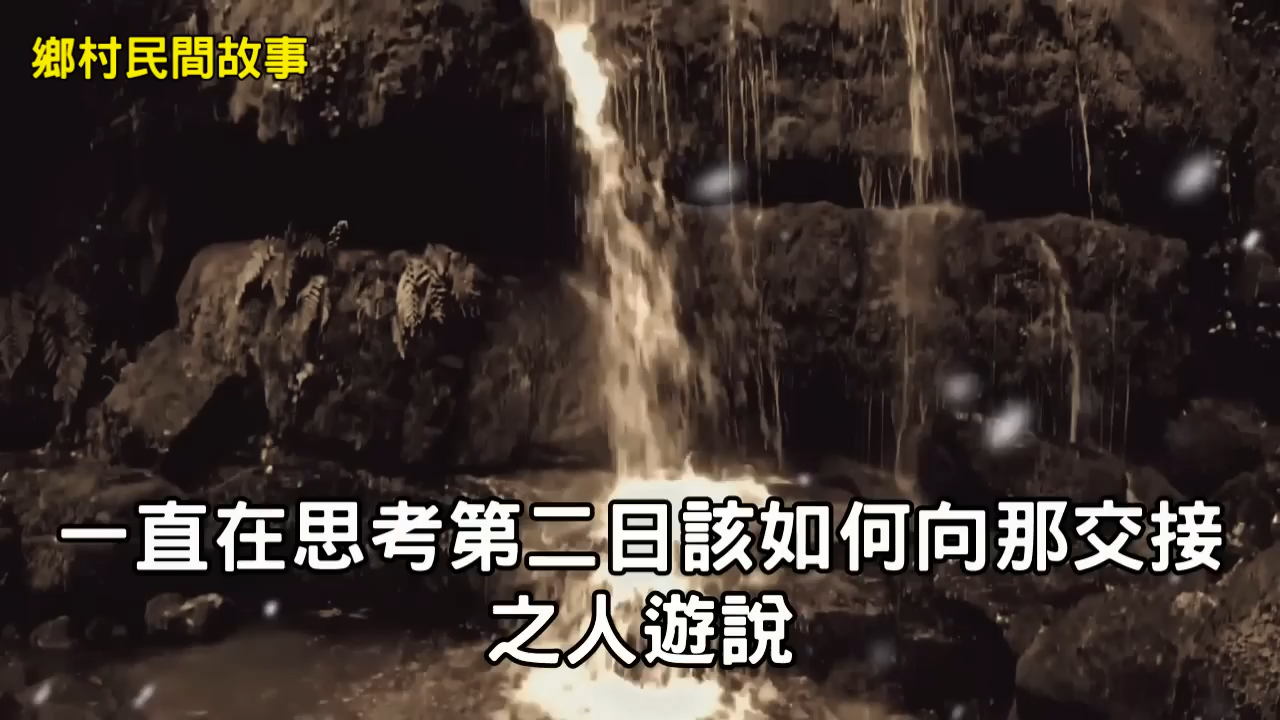 鄉村民間故事
一直在思考第二日該如何向那交接
之人遊說